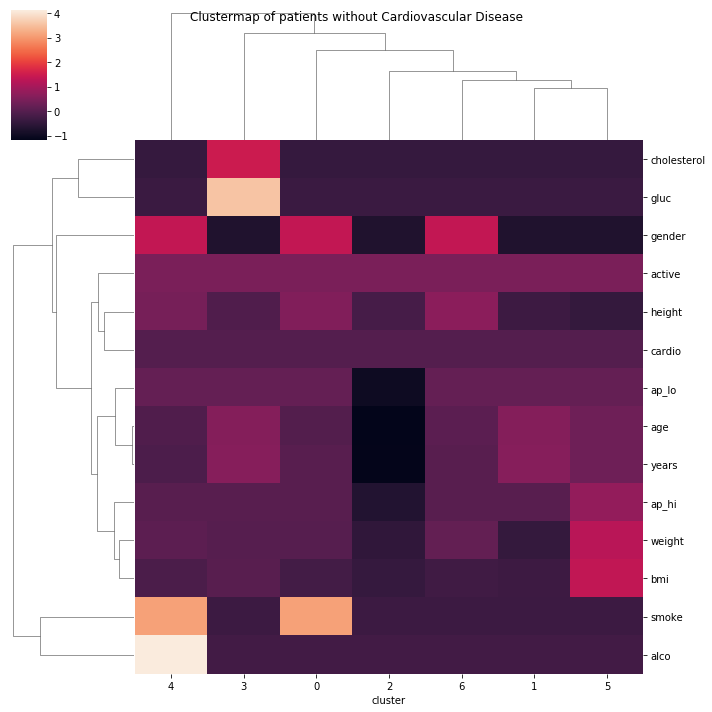 Clustermap of patients without Cardiovascular Disease
4
3
2
1
0
−1
cholesterol
gluc
gender
active
height
cardio
ap_lo
age
years
ap_hi
weight
bmi
smoke
alco
4 3 0 2 6 1 5
cluster